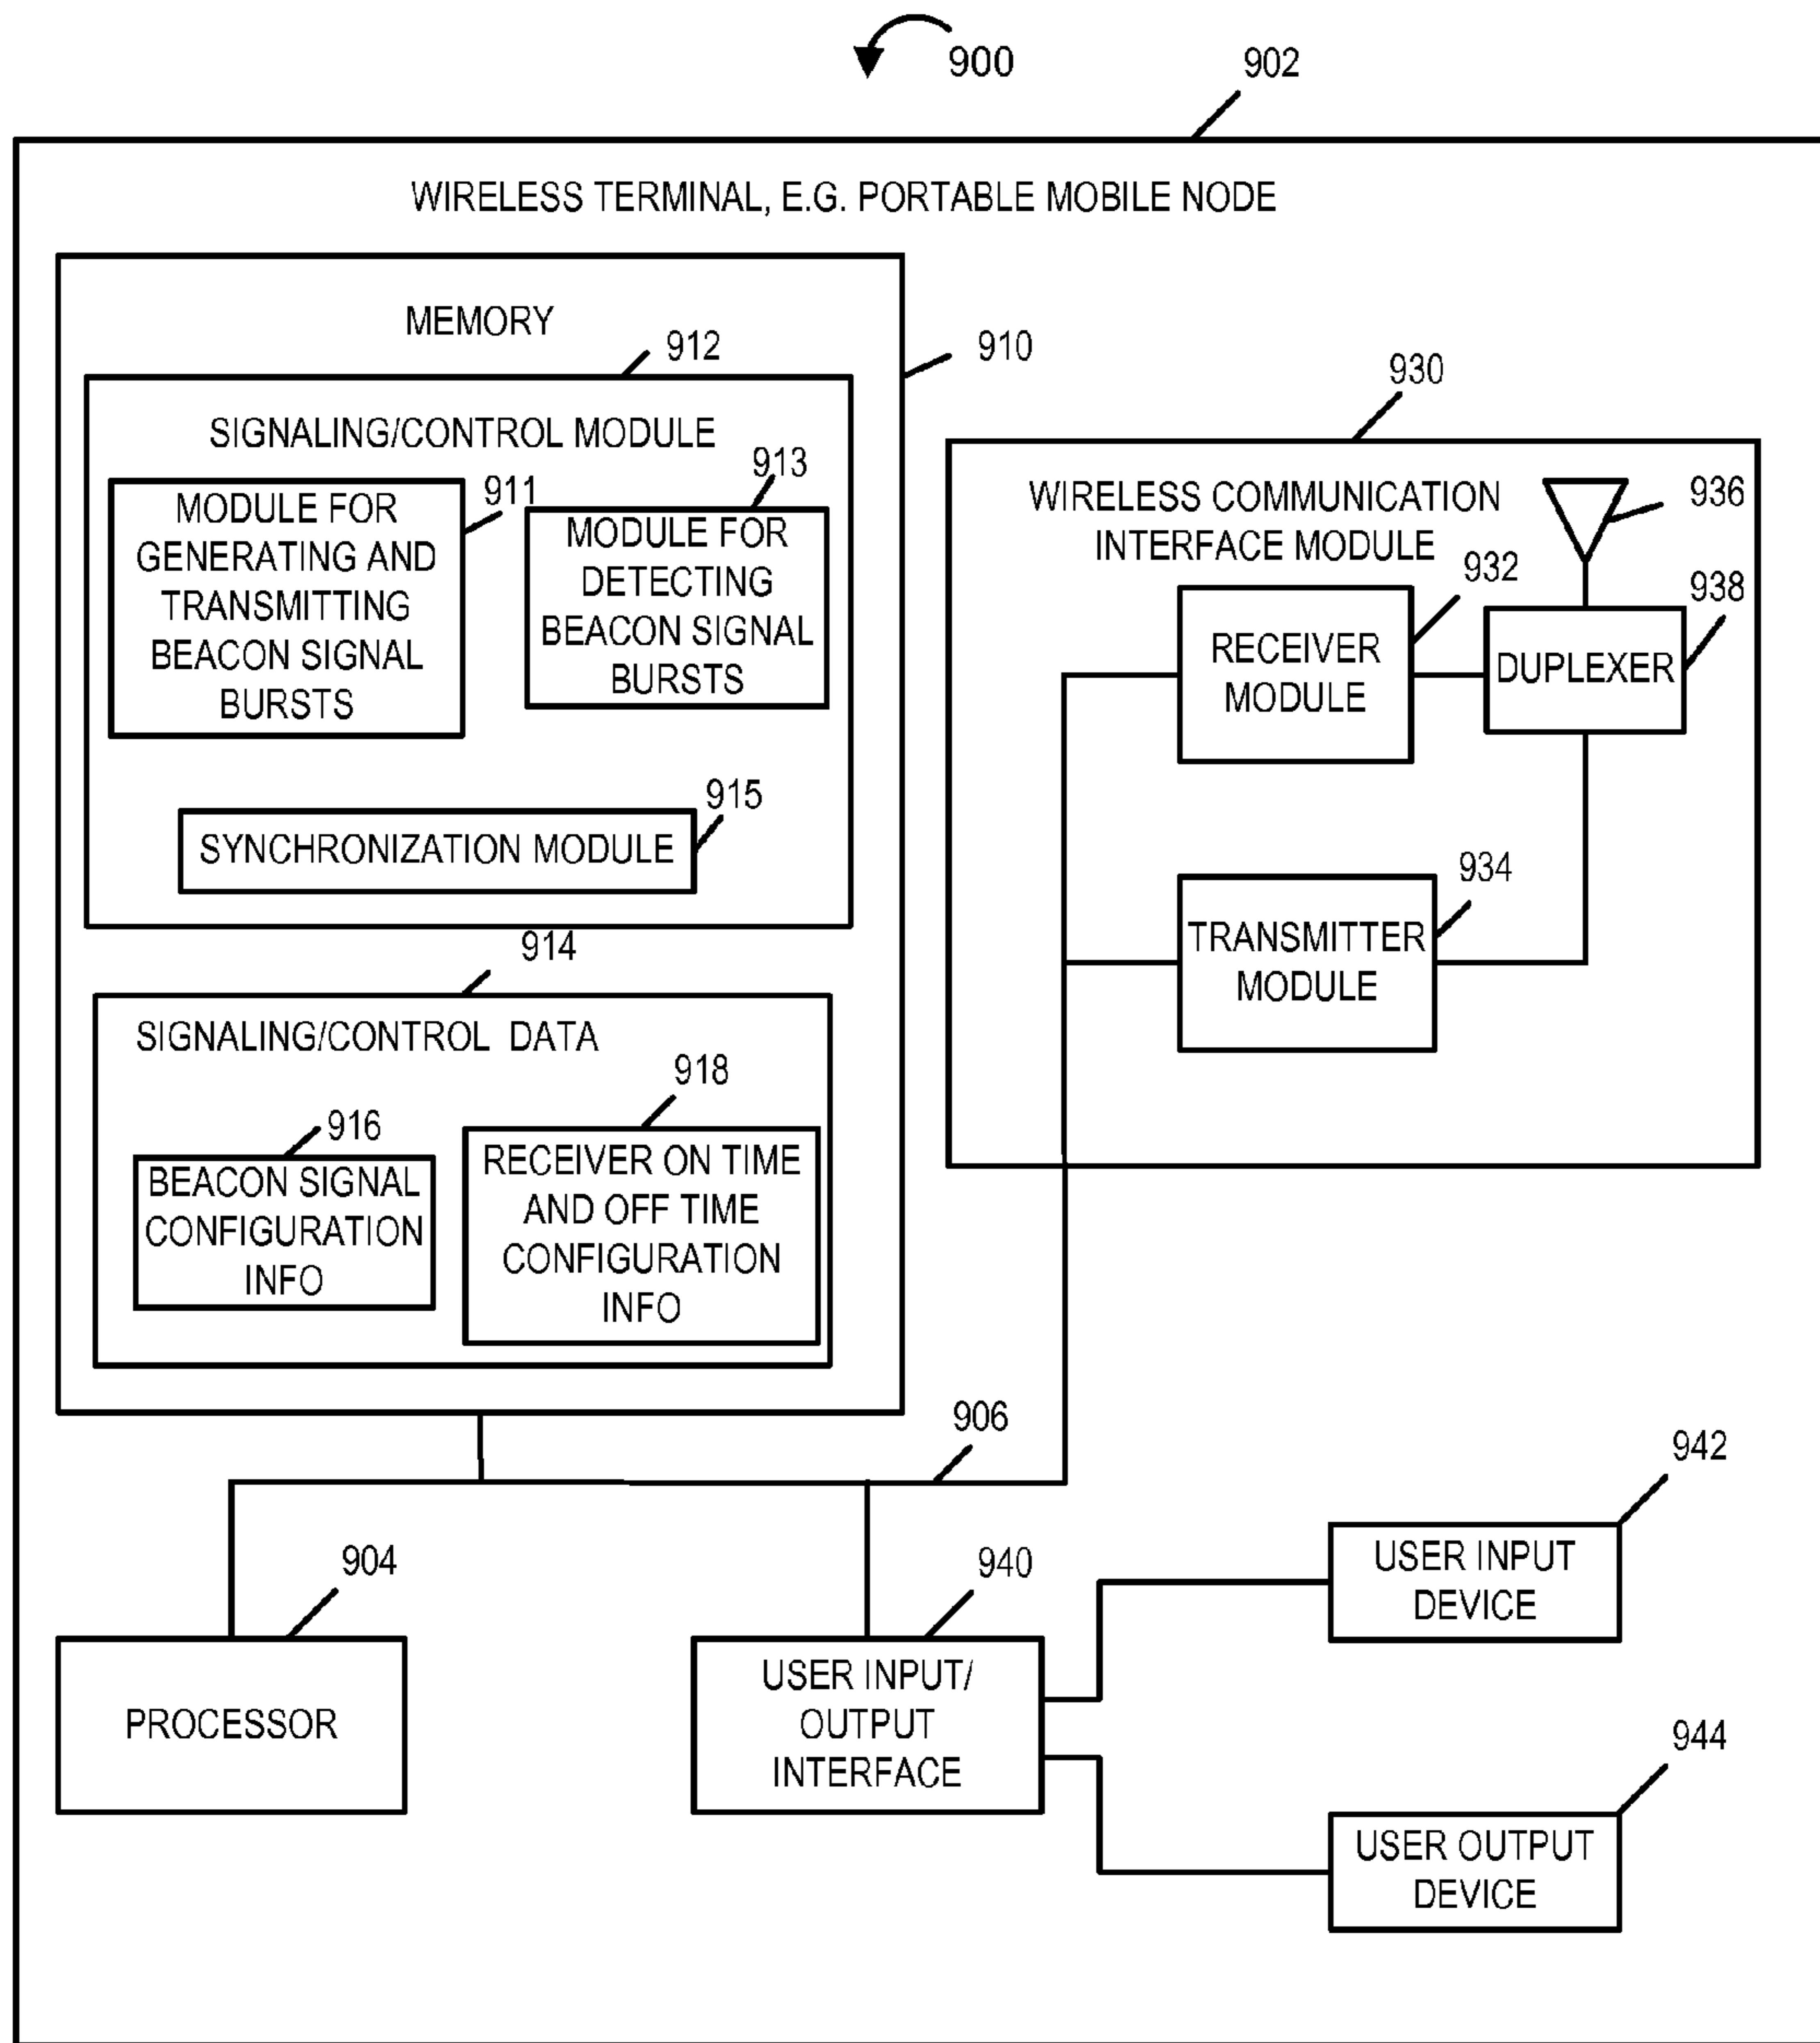 900
902
WIRELESS TERMINAL, E.G. PORTABLE MOBILE NODE
MEMORY
910
912
SIGNALING/CONTROL MODULE
911
MODULE FOR
GENERATING AND
TRANSMITTING
BEACON SIGNAL
BURSTS
913
MODULE FOR
DETECTING
BEACON SIGNAL
BURSTS
915
SYNCHRONIZATION MODULE
914
SIGNALING/CONTROL DATA
916
BEACON SIGNAL
CONFIGURATION
INFO
918
RECEIVER ON TIME
AND OFF TIME
CONFIGURATION
INFO
930
WIRELESS COMMUNICATION
INTERFACE MODULE
936
932
RECEIVER
MODULE
938
DUPLEXER
934
TRANSMITTER
MODULE
906
904
PROCESSOR
940
USER INPUT/
OUTPUT
INTERFACE
942
USER INPUT
DEVICE
944
USER OUTPUT
DEVICE